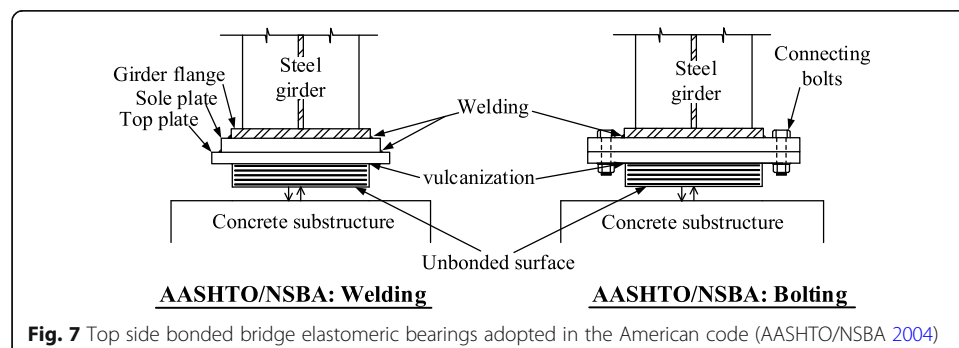 Girder flange
Sole plate
Top plate
Steel
girder
Welding
vulcanization
Concrete substructure
Unbonded surface
AASHTO/NSBA: Welding
Steel
girder
Connecting
bolts
Concrete substructure
AASHTO/NSBA: Bolting
Fig. 7 Top side bonded bridge elastomeric bearings adopted in the American code (AASHTO/NSBA 2004)